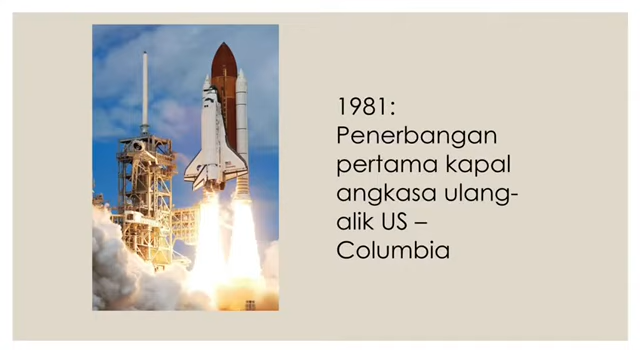 1981:
Penerbangan
pertama kapal
angkasa ulang-
alik US –
Columbia